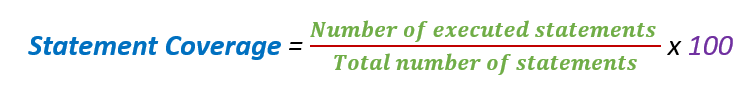 Statement Coverage = Number of executed statements / Total number of statements x 100